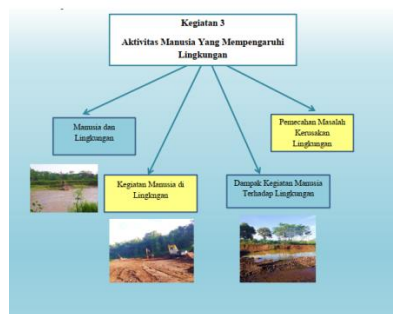 Kegiatan 3
Aktivitas Manusia Yang Mempengaruhi
Lingkungan
Manusia dan
Lingkungan
Pemecahan Masalah
Kerusakan
Lingkungan
Kegiatan Manusia di
Lingkngan
Dampak Kegiatan Manusia
Terhadap Lingkungan